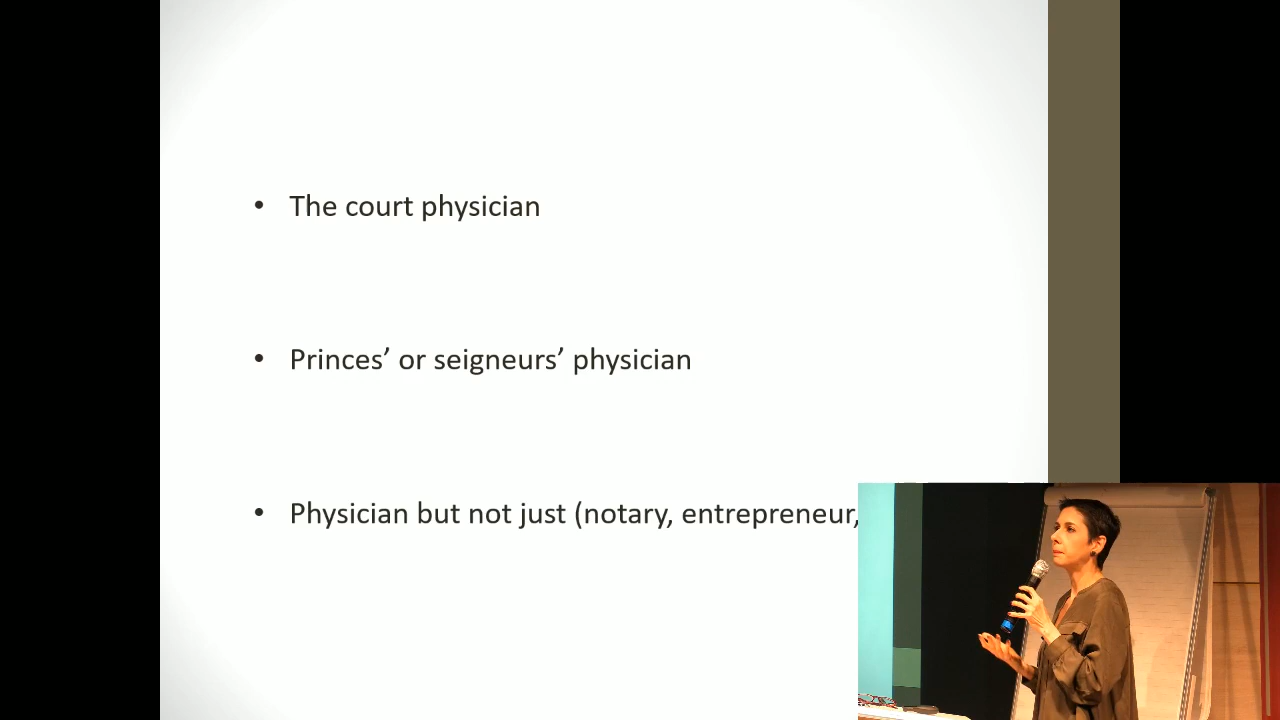 • The court physician
• Princes’ or seigneurs’ physician
• Physician but not just (notary, entrepreneur,